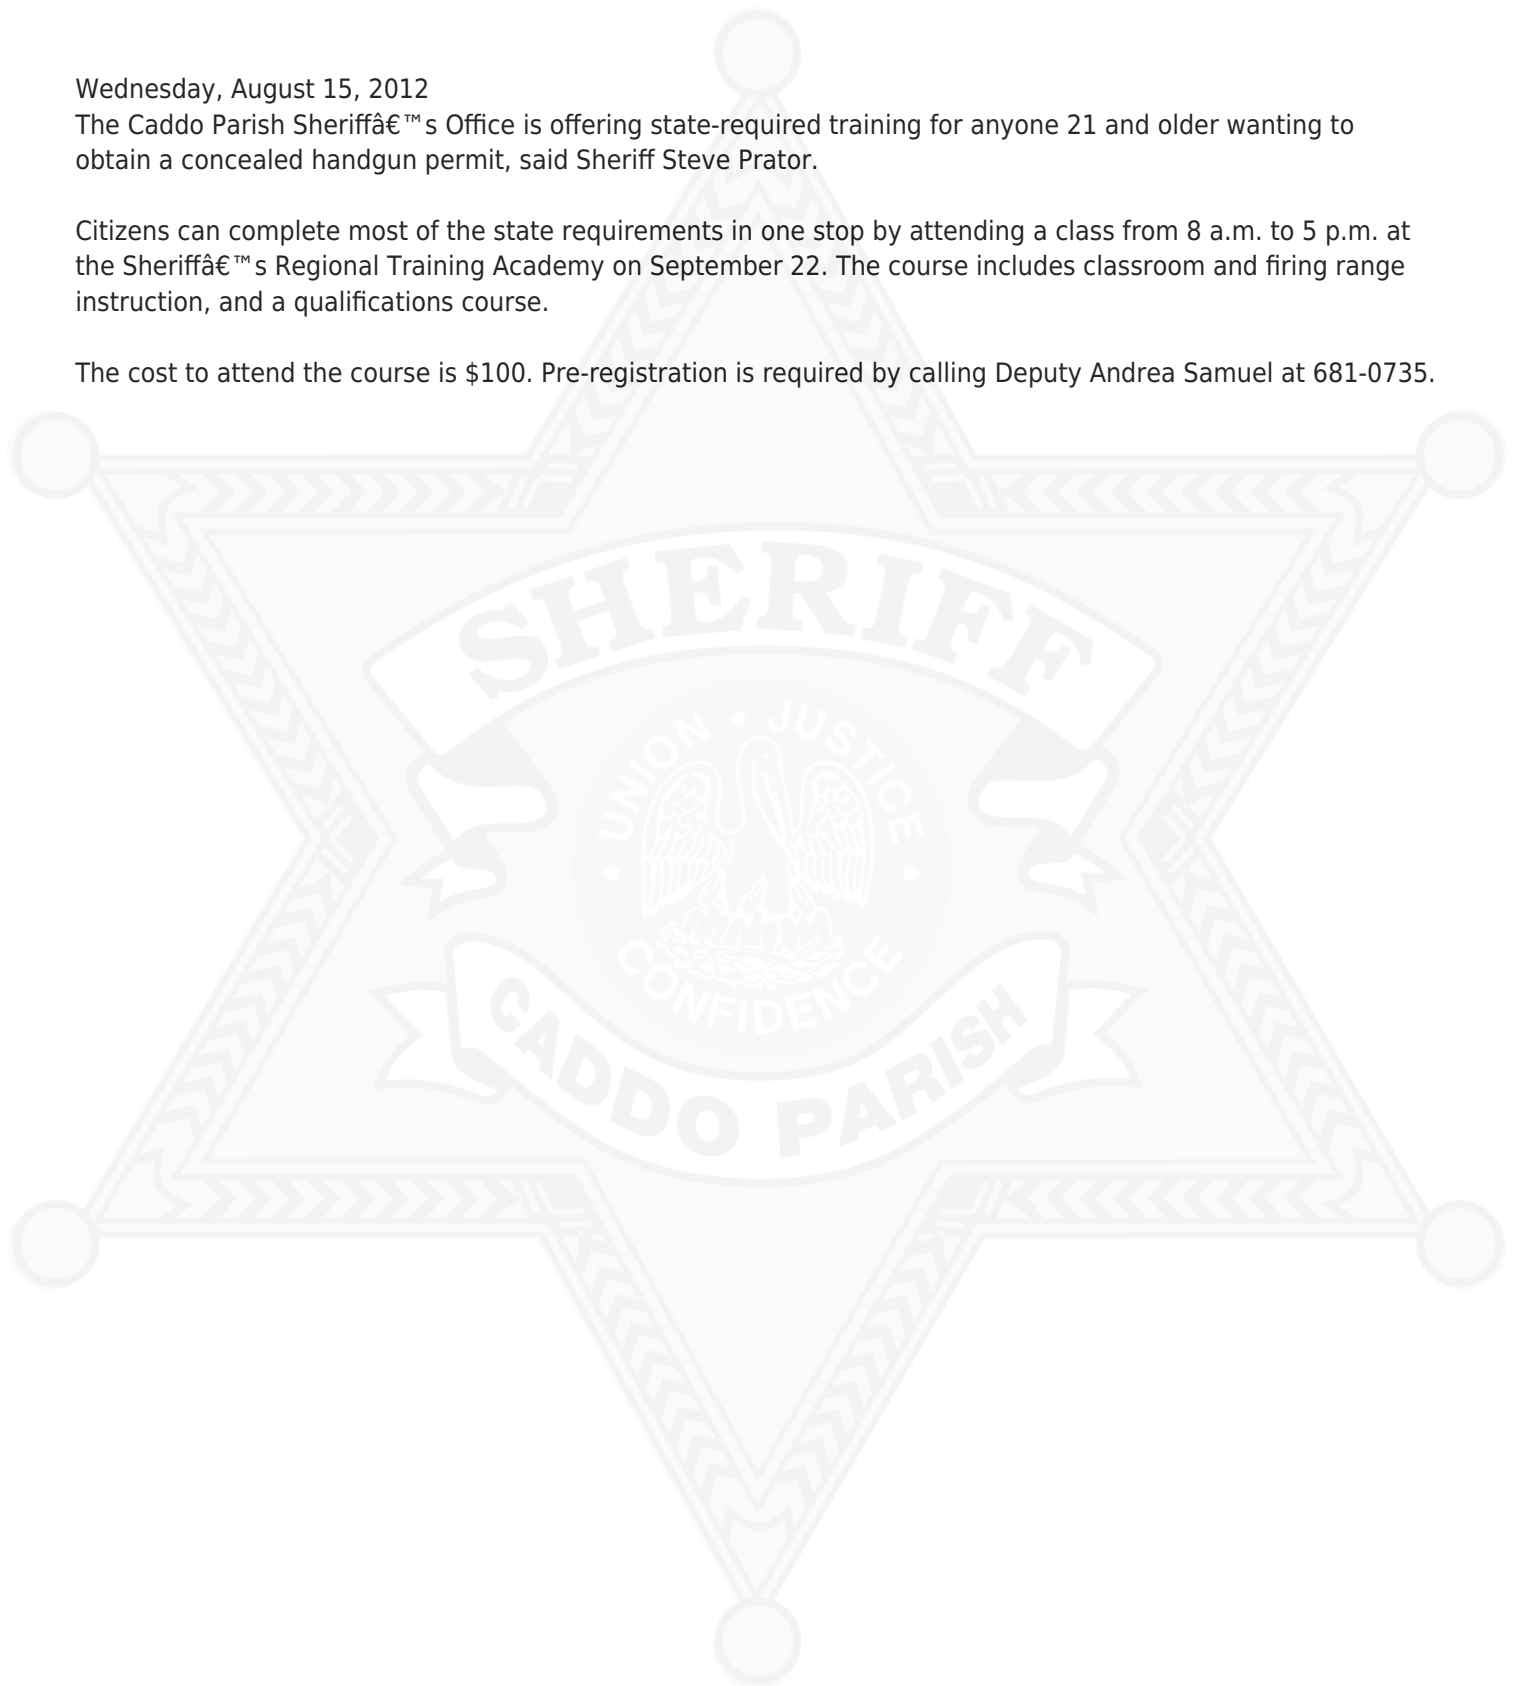 Wednesday, August 15, 2012
The Caddo Parish Sheriffâ€™s Office is offering state-required training for anyone 21 and older wanting to
obtain a concealed handgun permit, said Sheriff Steve Prator.
Citizens can complete most of the state requirements in one stop by attending a class from 8 a.m. to 5 p.m. at
the Sheriffâ€™s Regional Training Academy on September 22. The course includes classroom and firing range
instruction, and a qualifications course.
The cost to attend the course is $100. Pre-registration is required by calling Deputy Andrea Samuel at 681-0735.
SHERIFF
UNION • JUSTICE
• CONFIDENCE •
CADDO PARISH